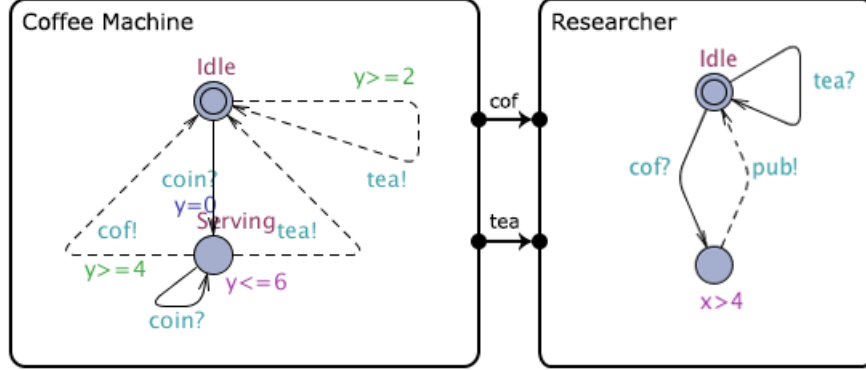 Coffee Machine
Idle
y>=2
tea!
coin?
y=0
Serving
cof!
tea!
y>=4
y<=6
coin?
cof
tea
Researcher
Idle
tea?
cof?
pub!
x>4